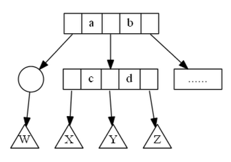 a b
c d
......
W X Y Z